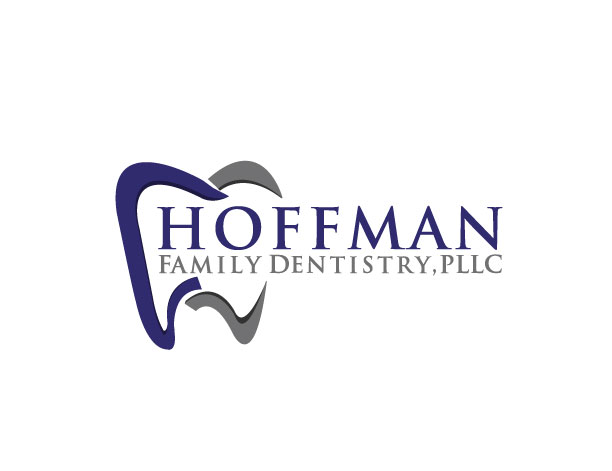 HOFFMAN
FAMILY DENTISTRY, PLLC